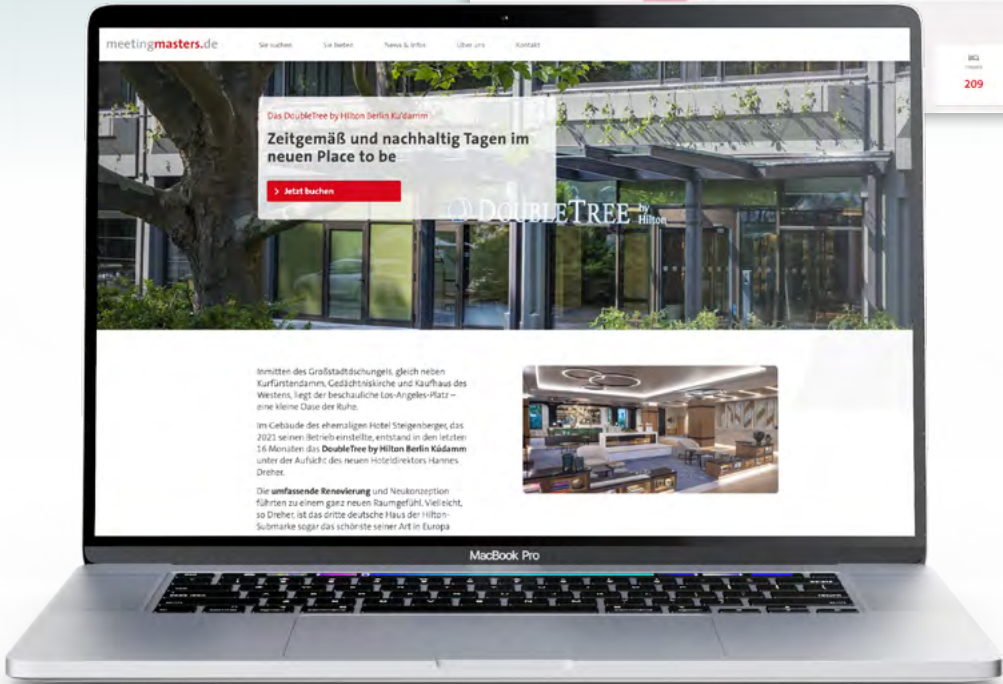 209
meetingmasters.de
Sie suchen Sie bieten News & Infos Über uns Kontakt
Das DoubleTree by Hilton Berlin Ku'damm
Zeitgemäß und nachhaltig Tagen im
neuen Place to be
> Jetzt buchen
DOUBLETREE by
Hilton
Inmitten des Großstadtdschungels, gleich neben
Kurfürstendamm, Gedächtniskirche und Kaufhaus des
Westens, liegt der beschauliche Los-Angeles-Platz –
eine kleine Oase der Ruhe.
Im Gebäude des ehemaligen Hotel Steigenberger, das
2021 seinen Betrieb einstellte, entstand in den letzten
16 Monaten das DoubleTree by Hilton Berlin Kúdamm
unter der Aufsicht des neuen Hoteldirektors Hannes
Dreher.
Die umfassende Renovierung und Neukonzeption
führten zu einem ganz neuen Raumgefühl. Vielleicht,
so Dreher, ist das dritte deutsche Haus der Hilton-
Submarke sogar das schönste seiner Art in Europa
MacBook Pro